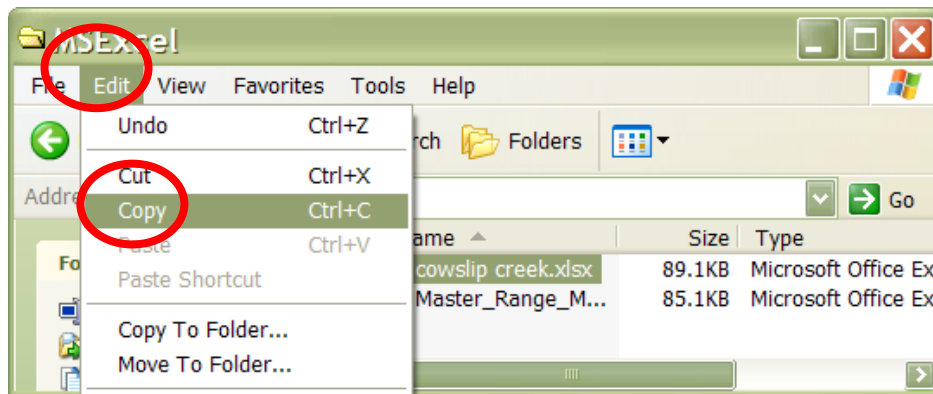 MSExcel
File Edit View Favorites Tools Help
Undo Ctrl+Z
Folders
Cut Ctrl+X
Copy Ctrl+C
Go
Paste Ctrl+V
Size Type
cowslip creek.xlsx 89.1KB Microsoft Office Ex
Paste Shortcut
Master_Range_M... 85.1KB Microsoft Office Ex
Copy To Folder...
Move To Folder...